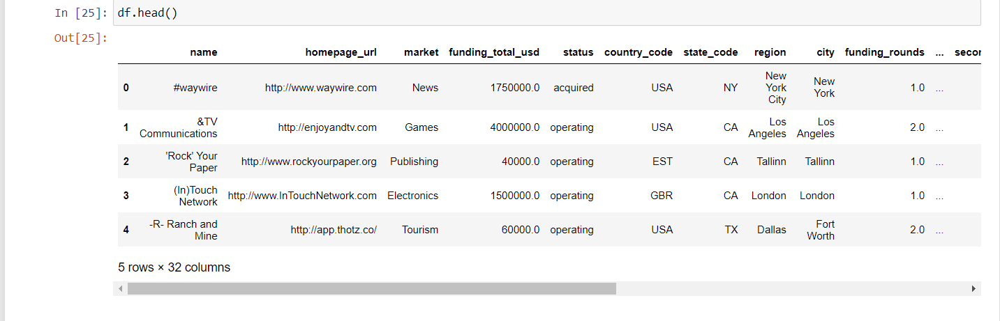 In [25]: df.head()
Out[25]:
name homepage_url market funding_total_usd status country_code state_code region city funding_rounds ... secor
0 #waywire http://www.waywire.com News 1750000.0 acquired USA NY New York City New York 1.0 ...
1 &TV Communications http://enjoyandtv.com Games 4000000.0 operating USA CA Los Angeles Los Angeles 2.0 ...
2 'Rock' Your Paper http://www.rockyourpaper.org Publishing 40000.0 operating EST CA Tallinn Tallinn 1.0 ...
3 (In)Touch Network http://www.InTouchNetwork.com Electronics 1500000.0 operating GBR CA London London 1.0 ...
4 -R- Ranch and Mine http://app.thotz.co/ Tourism 60000.0 operating USA TX Dallas Fort Worth 2.0 ...
5 rows × 32 columns